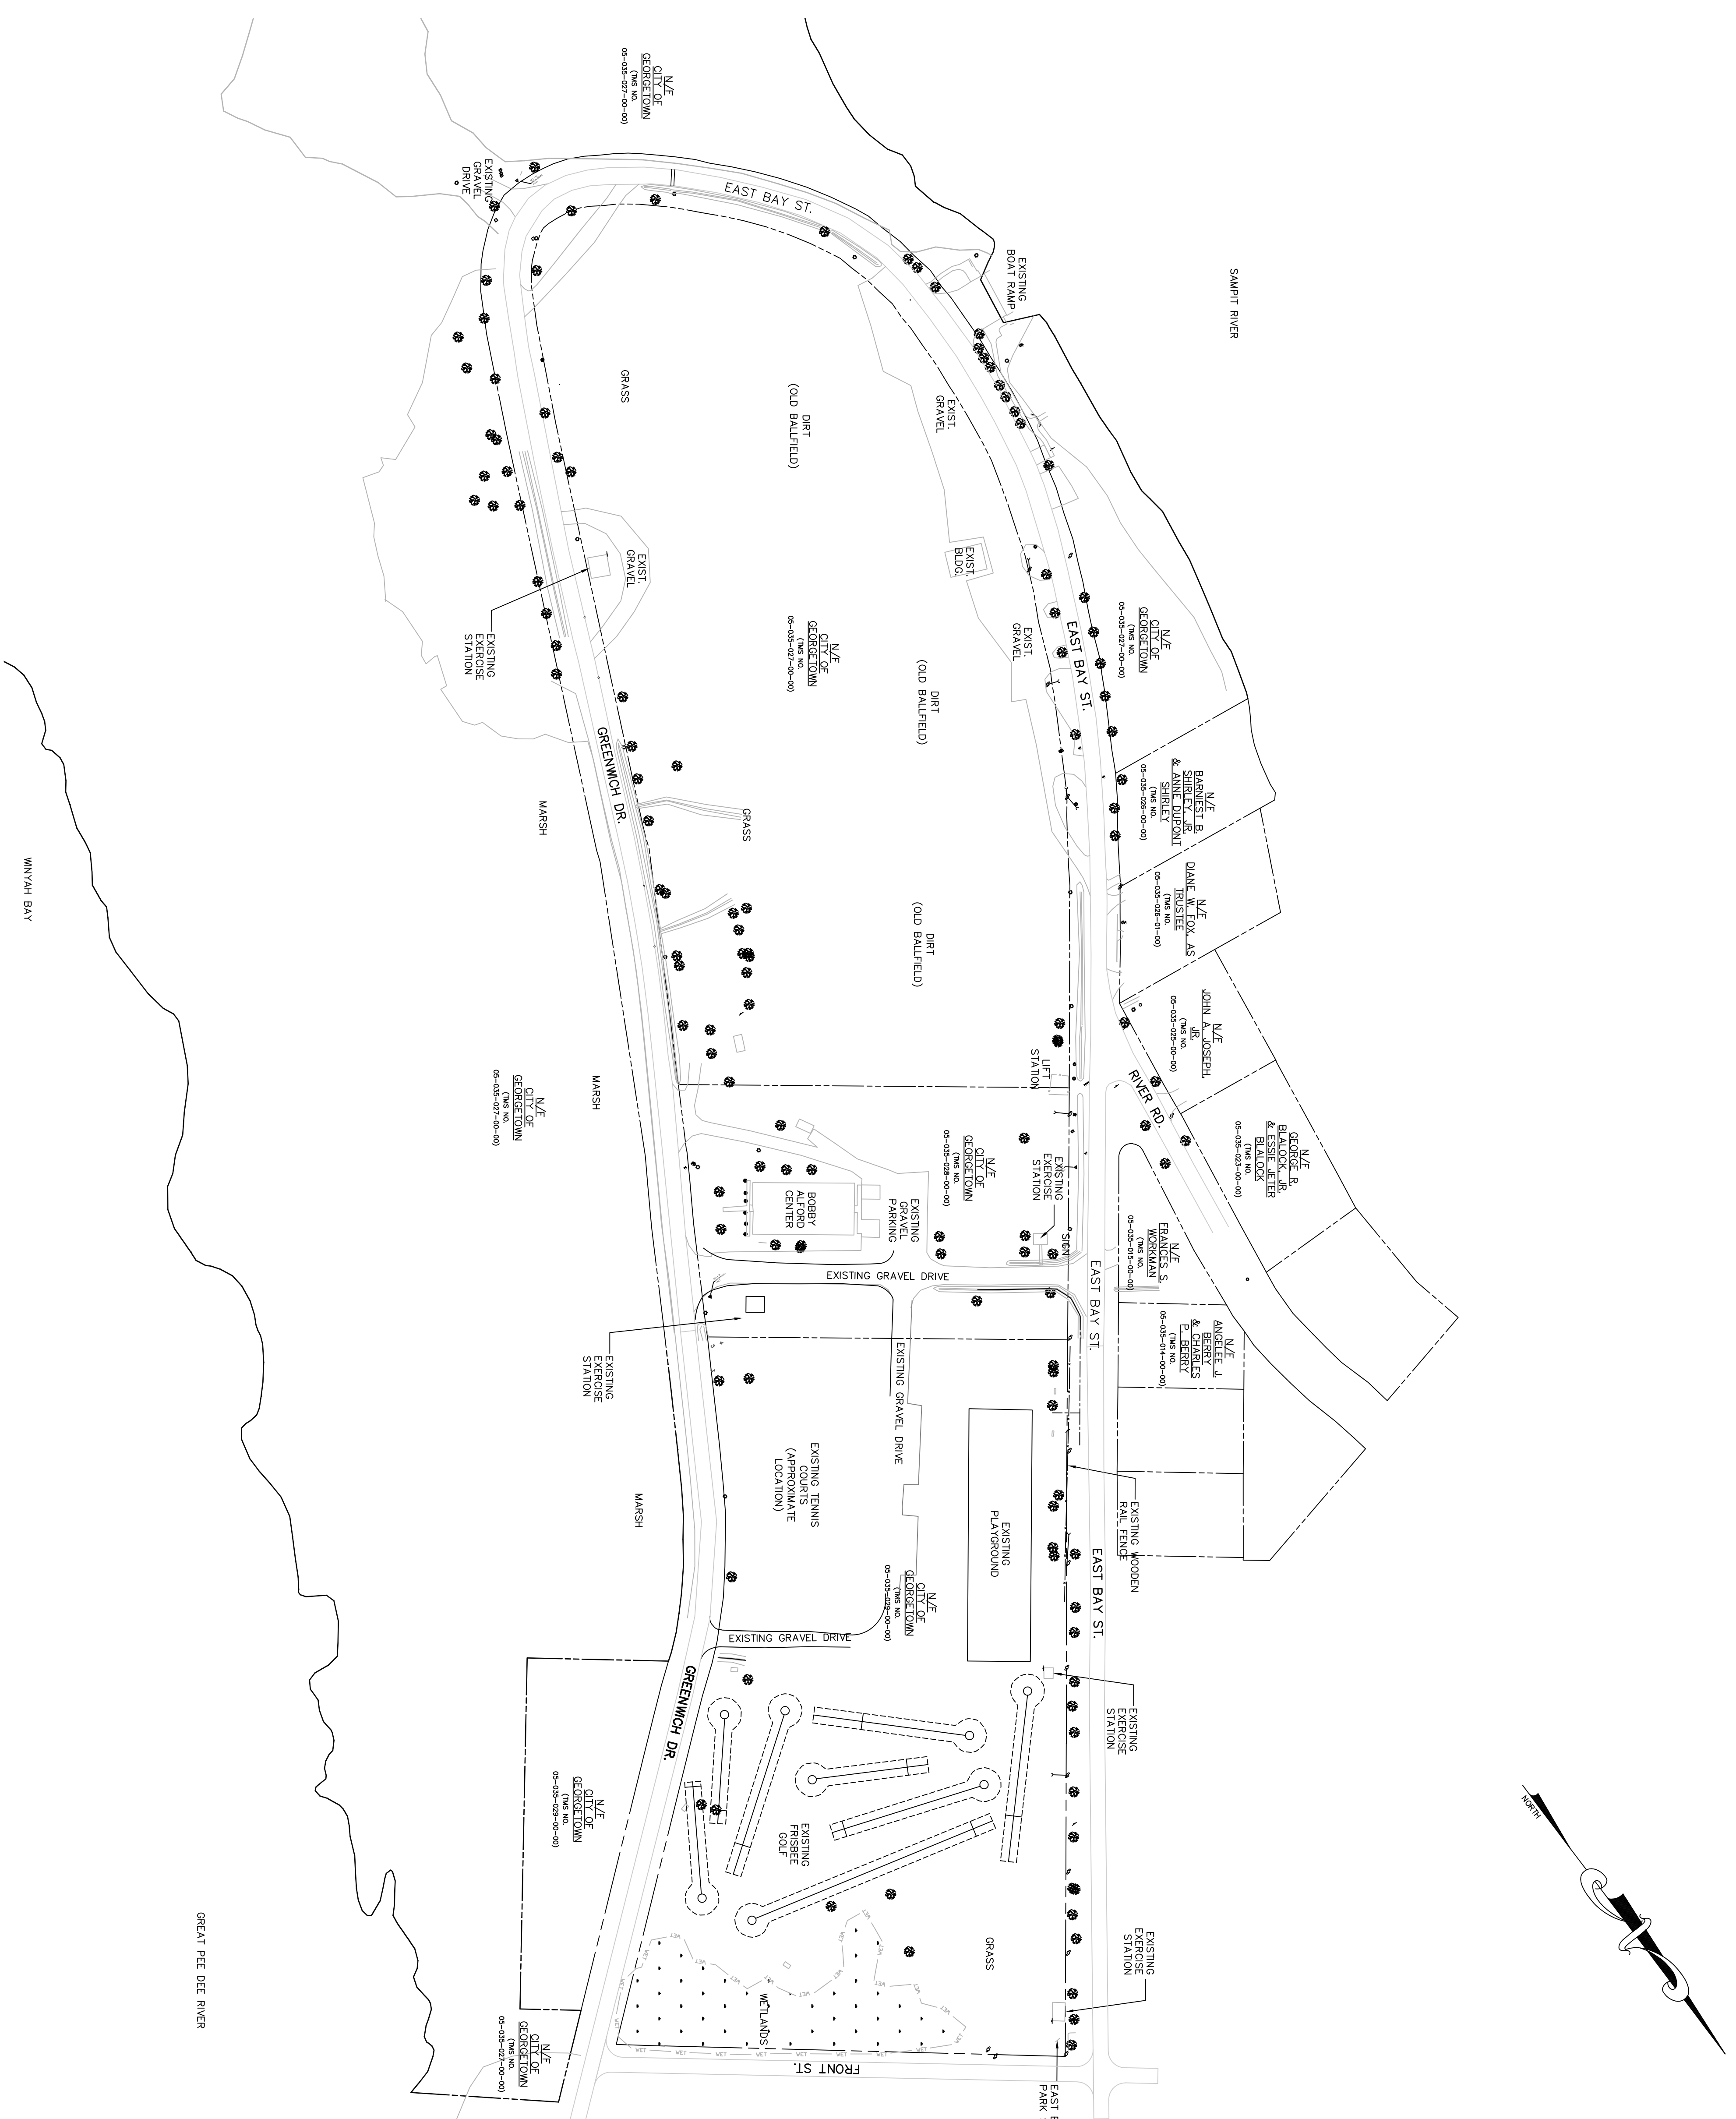 N/F
CITY OF
GEORGETOWN
(TMS NO.
05-035-027-00-00)
EXISTING
GRAVEL
DRIVE
EAST BAY ST.
EXISTING
BOAT RAMP
SAMPIT RIVER
GRASS
DIRT
(OLD BALLFIELD)
EXIST.
GRAVEL
EXIST.
GRAVEL
EXIST.
BLDG.
EXISTING
EXERCISE
STATION
N/F
CITY OF
GEORGETOWN
(TMS NO.
05-035-027-00-00)
DIRT
(OLD BALLFIELD)
EXIST.
GRAVEL
EAST BAY ST.
N/F
CITY OF
GEORGETOWN
(TMS NO.
05-035-027-00-00)
GREENWICH DR.
MARSH
GRASS
N/F
BARNIEST B.
SHIRLEY, JR.
& ANNE DUPONT
SHIRLEY
(TMS NO.
05-035-026-00-00)
WINYAH BAY
DIRT
(OLD BALLFIELD)
N/F
DIANE W. FOX, AS
TRUSTEE
(TMS NO.
05-035-026-01-00)
N/F
JOHN A. JOSEPH,
JR.
(TMS NO.
05-035-025-00-00)
LIFT
STATION
RIVER RD.
MARSH
N/F
CITY OF
GEORGETOWN
(TMS NO.
05-035-027-00-00)
N/F
GEORGE R.
BLALOCK, JR.
& ESSIE JETER
BLALOCK
(TMS NO.
05-035-023-00-00)
N/F
CITY OF
GEORGETOWN
(TMS NO.
05-035-028-00-00)
EXISTING
EXERCISE
STATION
BOBBY
ALFORD
CENTER
EXISTING
GRAVEL
PARKING
SIGN
N/F
FRANCES S.
WORKMAN
(TMS NO.
05-035-015-00-00)
EXISTING GRAVEL DRIVE
EAST BAY ST.
N/F
ANGELEE J.
BERRY
& CHARLES
P. BERRY
(TMS NO.
05-035-014-00-00)
EXISTING
EXERCISE
STATION
EXISTING GRAVEL DRIVE
EXISTING TENNIS
COURTS
(APPROXIMATE
LOCATION)
MARSH
EXISTING
PLAYGROUND
EXISTING WOODEN
RAIL FENCE
EAST BAY ST.
N/F
CITY OF
GEORGETOWN
(TMS NO.
05-035-029-00-00)
EXISTING GRAVEL DRIVE
GREENWICH DR.
EXISTING
EXERCISE
STATION
N/F
CITY OF
GEORGETOWN
(TMS NO.
05-035-029-00-00)
EXISTING
FRISBEE
GOLF
NORTH
GREAT PEE DEE RIVER
GRASS
EXISTING
EXERCISE
STATION
WETLANDS
WET WET WET WET WET WET WET
N/F
CITY OF
GEORGETOWN
(TMS NO.
05-035-027-00-00)
FRONT ST.
EAST
PARK